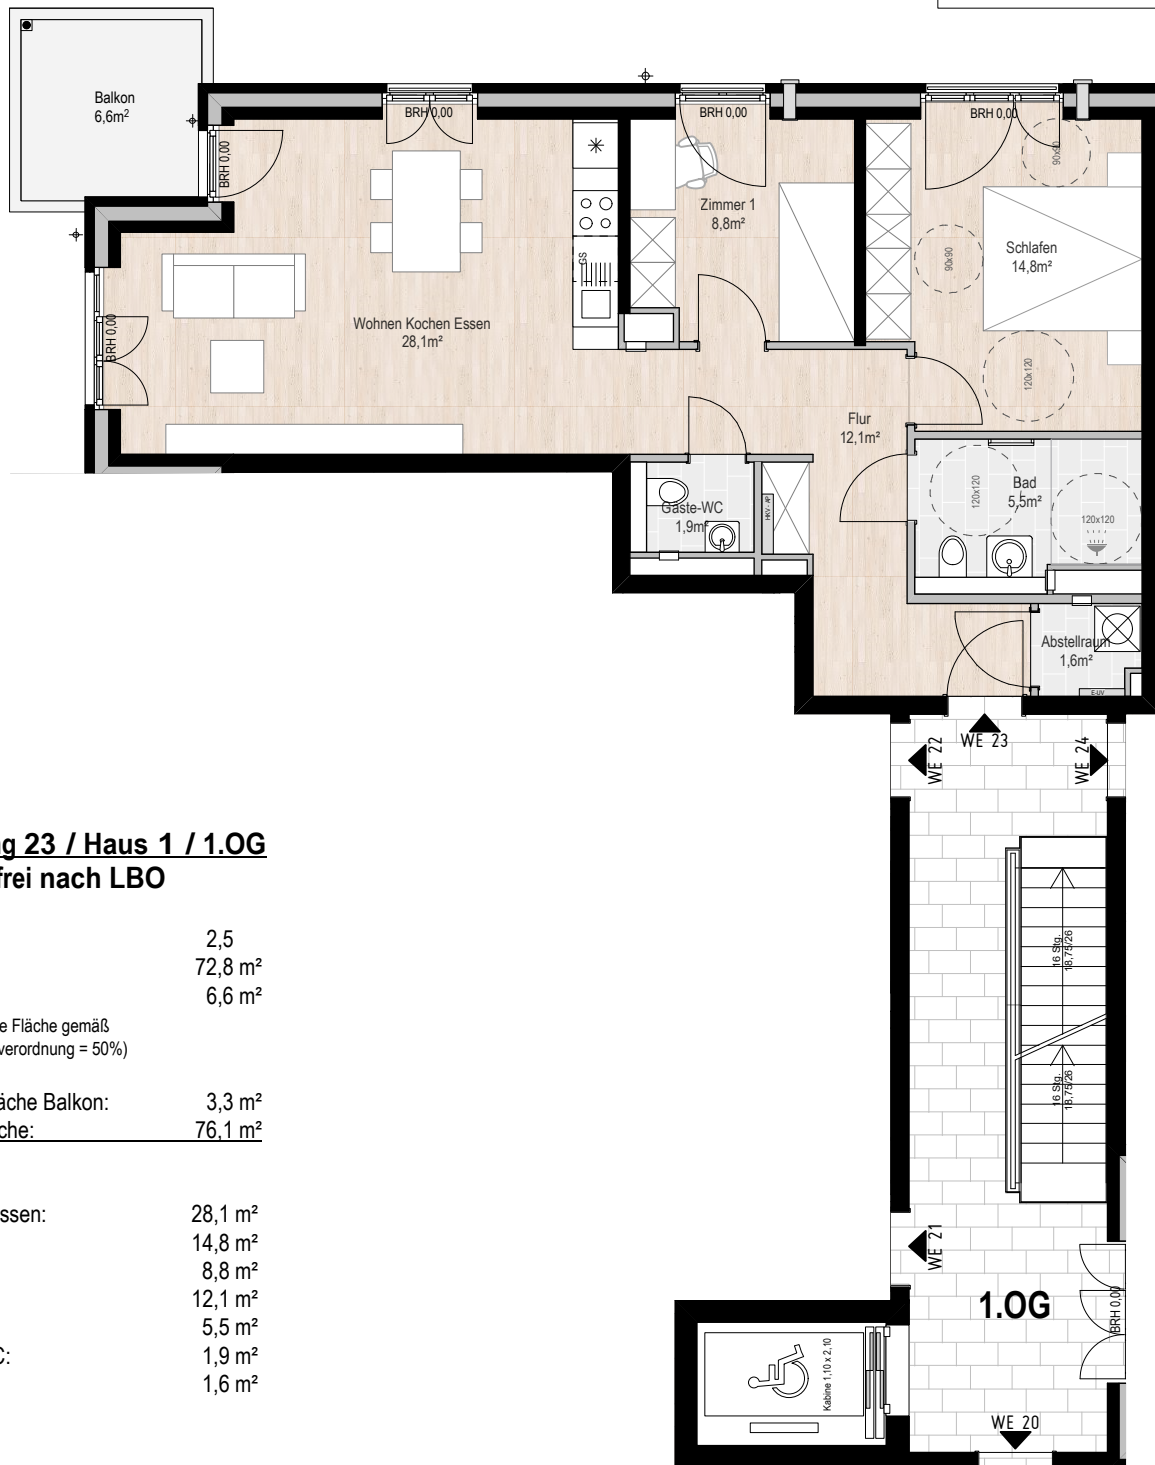 Balkon
6,6m²
BRH 0,00
BRH 0,00
BRH 0,00
BRH 0,00
BRH 0,00
90x90
Zimmer 1
8,8m²
Schlafen
14,8m²
90x90
GS
Wohnen Kochen Essen
28,1m²
120x120
Flur
12,1m²
Gäste-WC
1,9m²
HKV - AP
Bad
5,5m²
120x120
120x120
Abstellraum
1,6m²
E-UV
WE 22
WE 23
WE 24
g 23 / Haus 1 / 1.OG
frei nach LBO
2,5
72,8 m²
6,6 m²
e Fläche gemäß
verordnung = 50%)
äche Balkon: 3,3 m²
che: 76,1 m²
16 Stg.
18,75/26
16 Stg.
18,75/26
ssen: 28,1 m²
14,8 m²
8,8 m²
12,1 m²
5,5 m²
C: 1,9 m²
1,6 m²
WE 21
1.OG
BRH 0,00
Kabine 1,10 x 2,10
WE 20